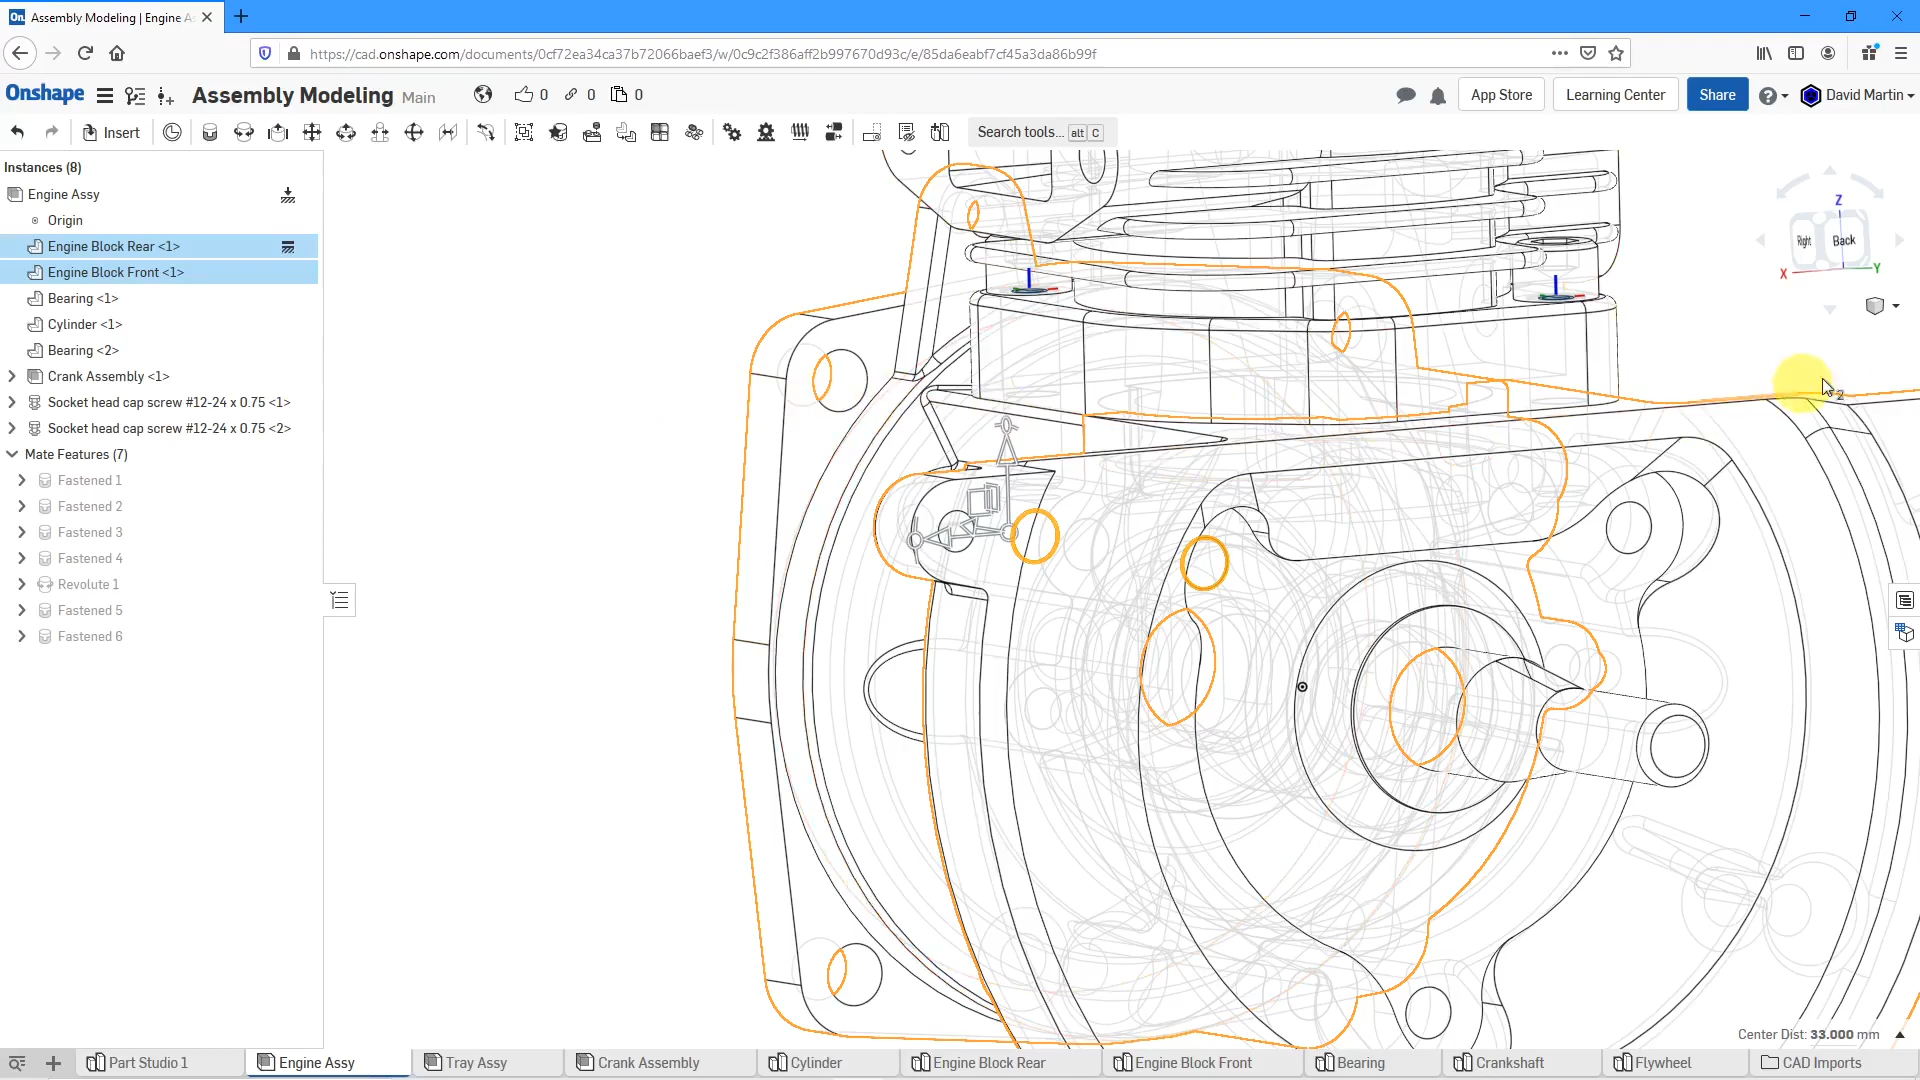 On. Assembly Modeling | Engine A
https://cad.onshape.com/documents/0cf72ea34ca37b72066baef3/w/0c9c2f386aff2b997670d93c/e/85da6eabf7cf45a3da86b99f
Onshape Assembly Modeling Main 0 0 0 App Store Learning Center Share David Martin
Insert Search tools... alt C
Instances (8)
Engine Assy
Origin
Engine Block Rear <1>
Engine Block Front <1>
Bearing <1>
Cylinder <1>
Bearing <2>
Crank Assembly <1>
Socket head cap screw #12-24 x 0.75 <1>
Socket head cap screw #12-24 x 0.75 <2>
Mate Features (7)
Fastened 1
Fastened 2
Fastened 3
Fastened 4
Revolute 1
Fastened 5
Fastened 6
Z
Right Back
X Y
2
Center Dist: 33.000 mm
Part Studio 1 Engine Assy Tray Assy Crank Assembly Cylinder Engine Block Rear Engine Block Front Bearing Crankshaft Flywheel CAD Imports